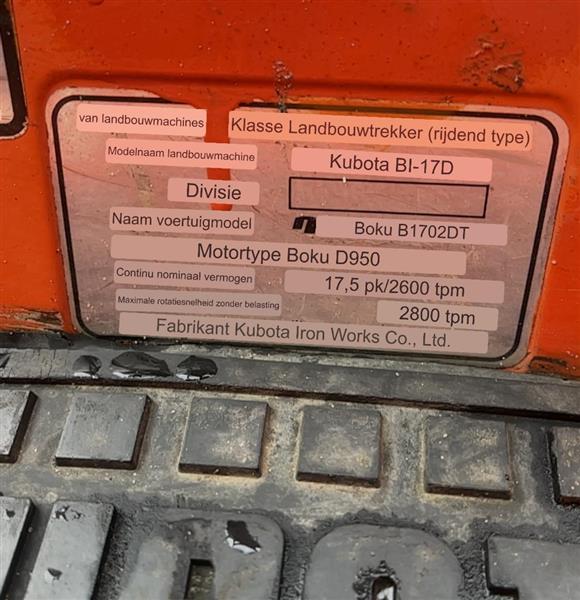 van landbouwmachines Klasse Landbouwtrekker (rijdend type)
Modelnaam landbouwmachine Kubota BI-17D
Divisie
Naam voertuigmodel Boku B1702DT
Motortype Boku D950
Continu nominaal vermogen 17,5 pk/2600 tpm
Maximale rotatiesnelheid zonder belasting 2800 tpm
Fabrikant Kubota Iron Works Co., Ltd.